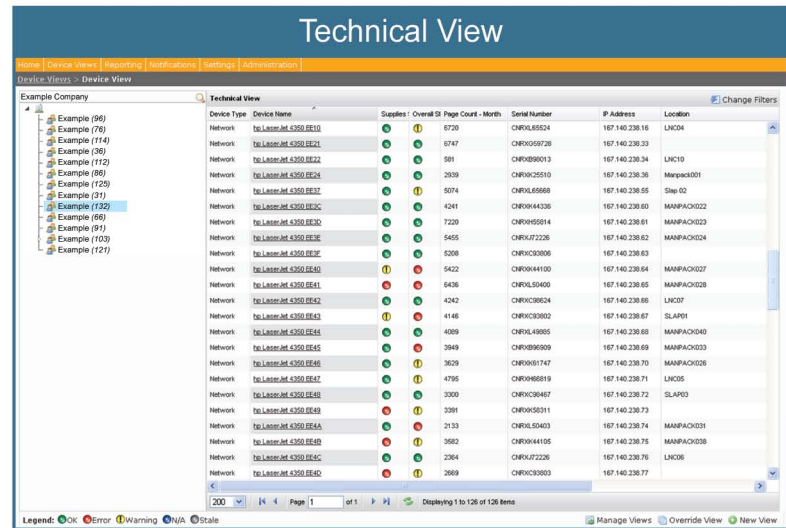 Technical View
Home Device Views Reporting Notifications Settings Administration
Device Views > Device View
Example Company
Technical View
Change Filters
Example (96)
Example (76)
Example (114)
Example (36)
Example (112)
Example (86)
Example (125)
Example (31)
Example (132)
Example (66)
Example (91)
Example (103)
Example (121)
Device Type Device Name Supplies S Overall St Page Count - Month Serial Number IP Address Location
Network hp LaserJet 4350 EE10 6720 CNRXL65524 167.140.238.16 LNC04
Network hp LaserJet 4350 EE21 6747 CNRXG59728 167.140.238.33
Network hp LaserJet 4350 EE22 581 CNRXB98013 167.140.238.34 LNC10
Network hp LaserJet 4350 EE24 2939 CNRXK25510 167.140.238.36 Manpack001
Network hp LaserJet 4350 EE37 5074 CNRXL65668 167.140.238.55 Slap 02
Network hp LaserJet 4350 EE3C 4241 CNRXK44336 167.140.238.60 MANPACK022
Network hp LaserJet 4350 EE3D 7220 CNRXH55814 167.140.238.61 MANPACK023
Network hp LaserJet 4350 EE3E 5455 CNRXJ72226 167.140.238.62 MANPACK024
Network hp LaserJet 4350 EE3F 5208 CNRXC93806 167.140.238.63
Network hp LaserJet 4350 EE40 5422 CNRXK44100 167.140.238.64 MANPACK027
Network hp LaserJet 4350 EE41 6436 CNRXL50400 167.140.238.65 MANPACK028
Network hp LaserJet 4350 EE42 4242 CNRXC98624 167.140.238.66 LNC07
Network hp LaserJet 4350 EE43 4146 CNRXC93802 167.140.238.67 SLAP01
Network hp LaserJet 4350 EE44 4089 CNRXL49885 167.140.238.68 MANPACK040
Network hp LaserJet 4350 EE45 3949 CNRXB96909 167.140.238.69 MANPACK033
Network hp LaserJet 4350 EE46 3629 CNRXK61747 167.140.238.70 MANPACK026
Network hp LaserJet 4350 EE47 4795 CNRXH66819 167.140.238.71 LNC05
Network hp LaserJet 4350 EE48 3300 CNRXC98467 167.140.238.72 SLAP03
Network hp LaserJet 4350 EE49 3391 CNRXK58311 167.140.238.73
Network hp LaserJet 4350 EE4A 2133 CNRXL50403 167.140.238.74 MANPACK031
Network hp LaserJet 4350 EE4B 3582 CNRXK44105 167.140.238.75 MANPACK038
Network hp LaserJet 4350 EE4C 2364 CNRXJ72226 167.140.238.76 LNC06
Network hp LaserJet 4350 EE4D 2669 CNRXC93803 167.140.238.77
200 Page 1 of 1 Displaying 1 to 126 of 126 items
Legend: OK Error Warning N/A Stale
Manage Views Override View New View